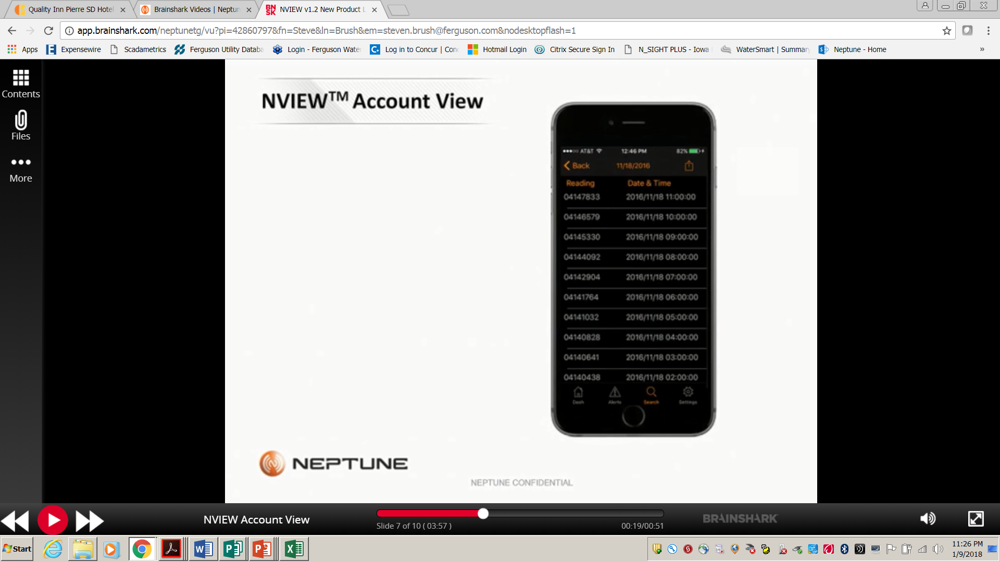 Quality Inn Pierre SD Hotel
Brainshark Videos | Neptun
BN SK NVIEW v1.2 New Product L
app.brainshark.com/neptunetg/vu?pi=42860797&fn=Steve&ln=Brush&em=steven.brush@ferguson.com&nodesktopflash=1
Apps Expensewire Scadametrics Ferguson Utility Databa Login - Ferguson Wate Log in to Concur | Conc Hotmail Login Citrix Secure Sign In N_SIGHT PLUS - Iowa WaterSmart | Summary Neptune - Home »
Contents
Files
More
NVIEW™ Account View
AT&T 12:46 PM 82%
Back 11/18/2016
Reading Date & Time
04147833 2016/11/18 11:00:00
04146579 2016/11/18 10:00:00
04145330 2016/11/18 09:00:00
04144092 2016/11/18 08:00:00
04142904 2016/11/18 07:00:00
04141764 2016/11/18 06:00:00
04141032 2016/11/18 05:00:00
04140828 2016/11/18 04:00:00
04140641 2016/11/18 03:00:00
04140438 2016/11/18 02:00:00
Dash Alerts Search Settings
NEPTUNE
NEPTUNE CONFIDENTIAL
NVIEW Account View
Slide 7 of 10 ( 03:57 )
00:19/00:51
BRAINSHARK
Start
11:26 PM
1/9/2018